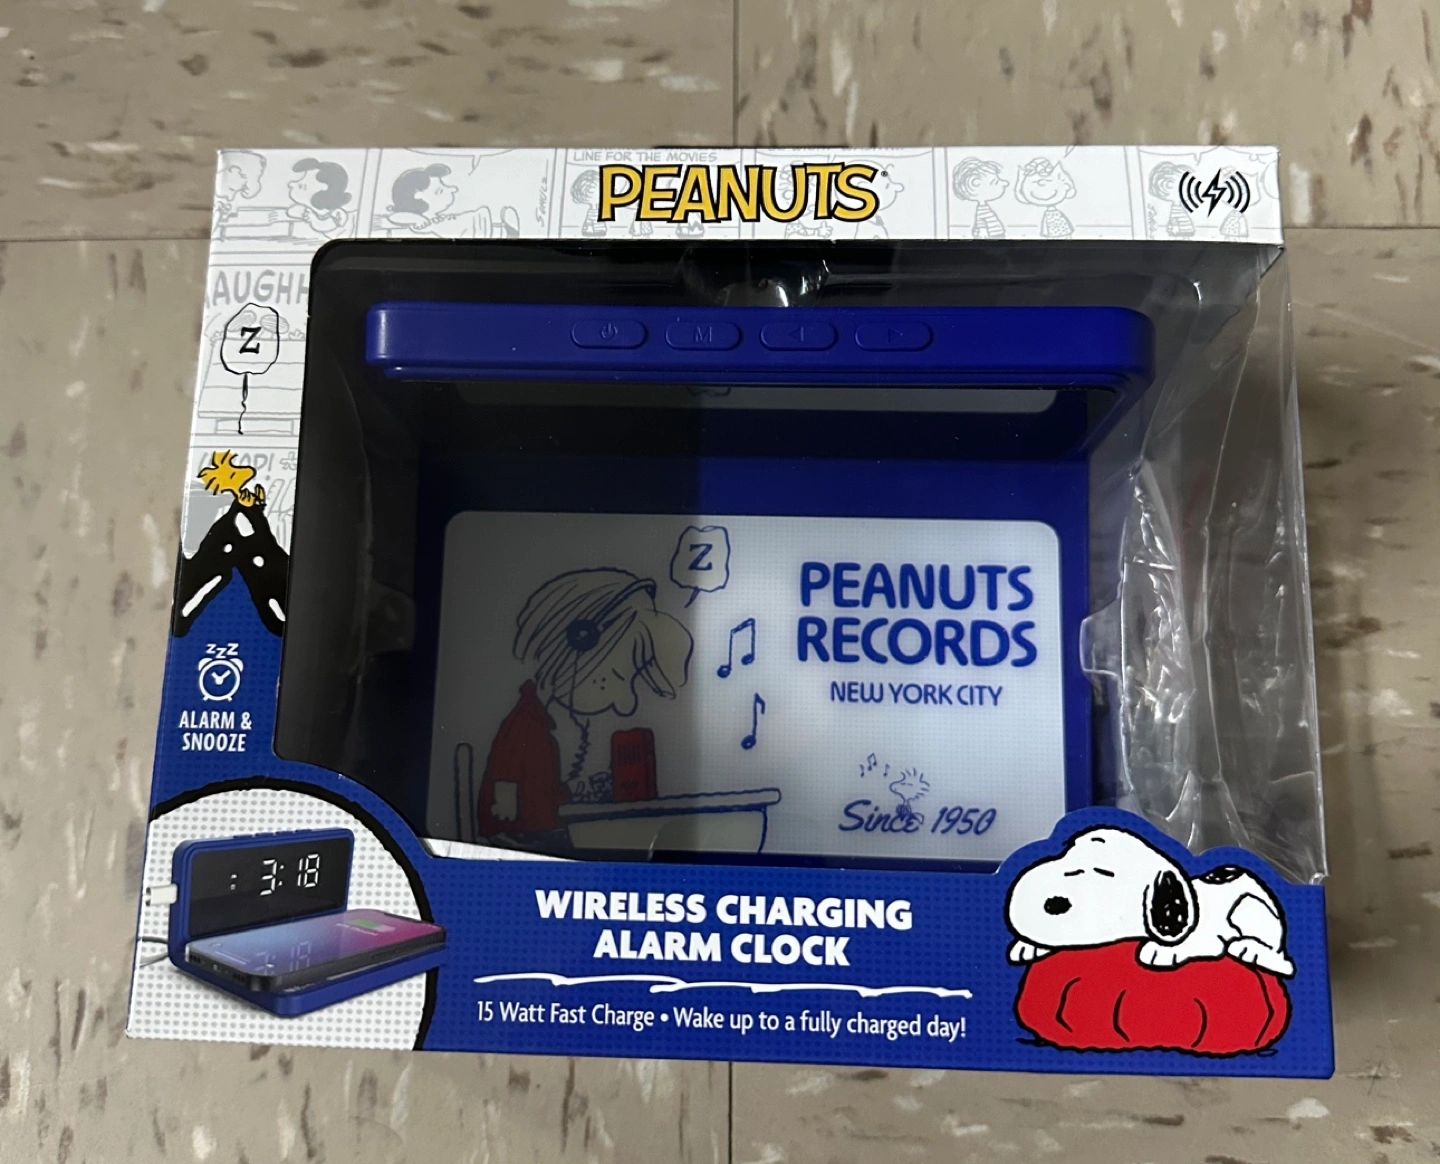 LINE FOR THE MOVIES
PEANUTS
AUGHH
Z
M
Z
PEANUTS
RECORDS
NEW YORK CITY
Since 1950
ZZZ
ALARM &
SNOOZE
3:18
WIRELESS CHARGING
ALARM CLOCK
15 Watt Fast Charge • Wake up to a fully charged day!